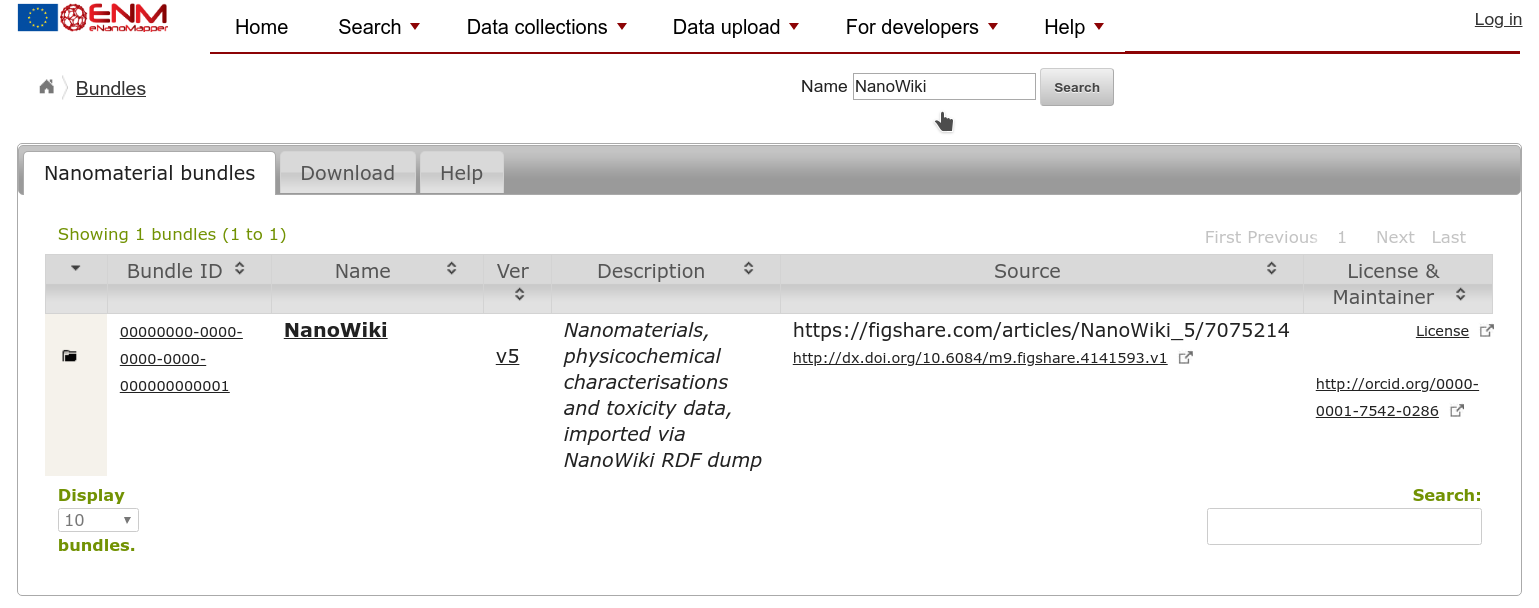 ENM
eNanoMapper
Home Search Data collections Data upload For developers Help
Log in
Bundles
Name NanoWiki Search
Nanomaterial bundles Download Help
Showing 1 bundles (1 to 1)
First Previous 1 Next Last
Bundle ID Name Ver Description Source License &
Maintainer
00000000-0000-
0000-0000-
000000000001
NanoWiki
v5
Nanomaterials,
physicochemical
characterisations
and toxicity data,
imported via
NanoWiki RDF dump
https://figshare.com/articles/NanoWiki_5/7075214
http://dx.doi.org/10.6084/m9.figshare.4141593.v1
License
http://orcid.org/0000-
0001-7542-0286
Display
10
bundles.
Search: